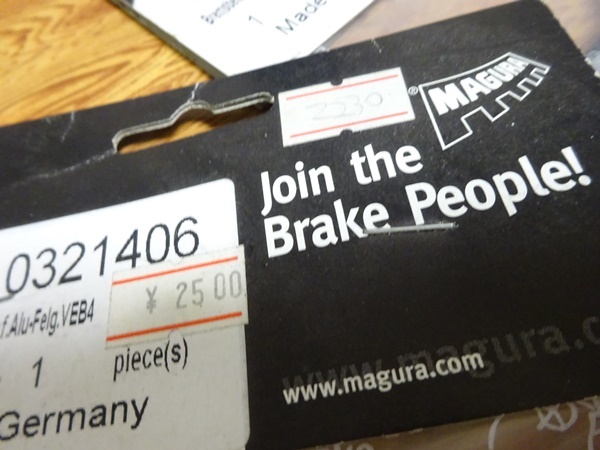 1
Made
2230
® MAGURA
Join the
Brake People!
0321406
f.Alu-Felg.VEB4
¥ 2500
1 piece(s)
Germany
www.magura.com